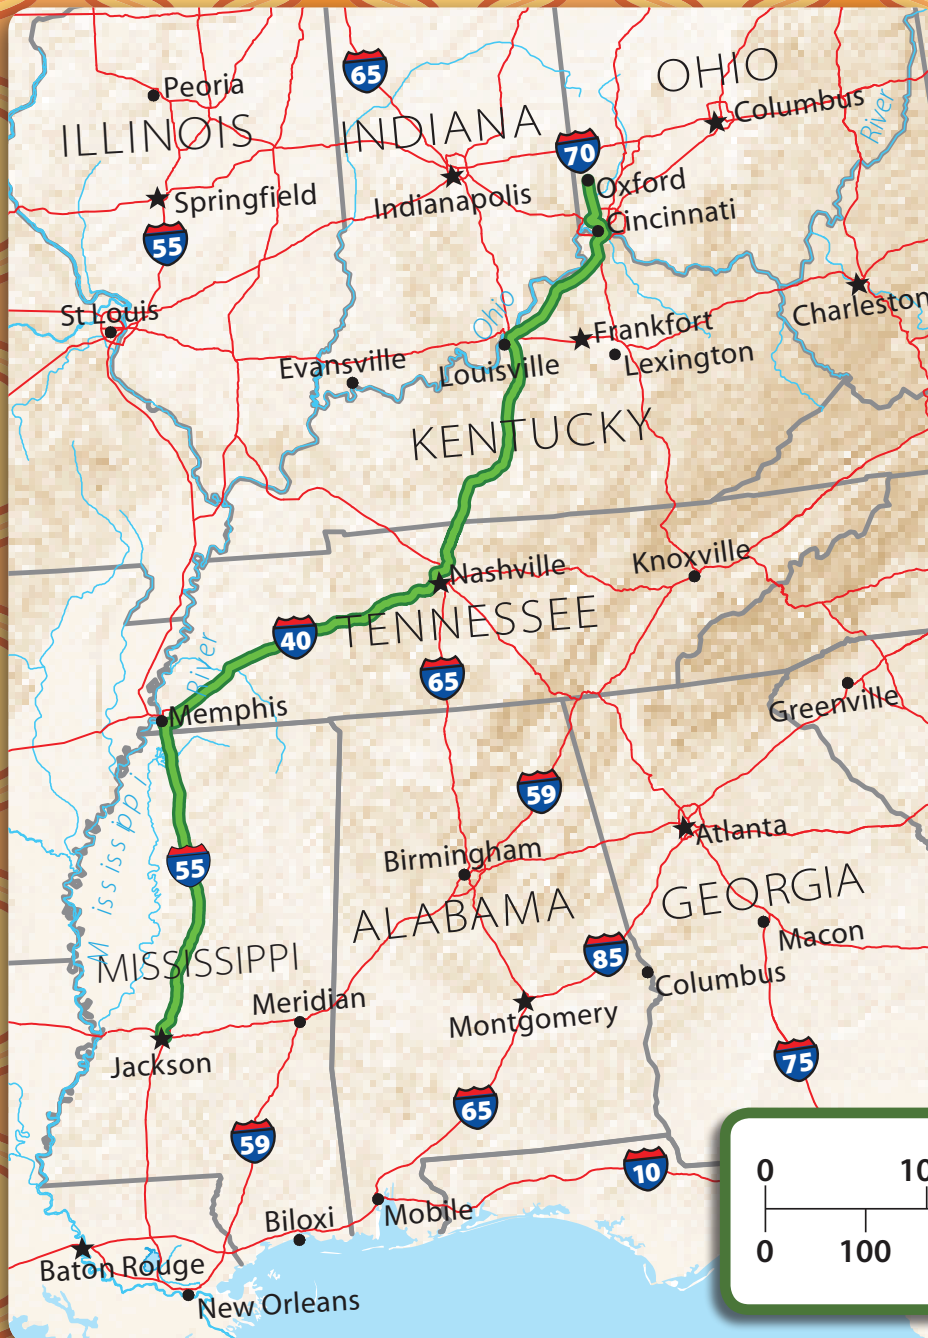 65
OHIO
Peoria
Columbus
ILLINOIS
INDIANA
River
70
Oxford
Springfield
Indianapolis
Cincinnati
55
St Louis
Ohio
Frankfort
Charleston
Evansville
Louisville
Lexington
KENTUCKY
Nashville
Knoxville
TENNESSEE
40
River
65
Memphis
Greenville
Mississippi
59
Atlanta
55
Birmingham
GEORGIA
ALABAMA
Macon
85
MISSISSIPPI
Columbus
Meridian
Montgomery
Jackson
75
65
59
10
0 10
Mobile
Biloxi
0 100
Baton Rouge
New Orleans